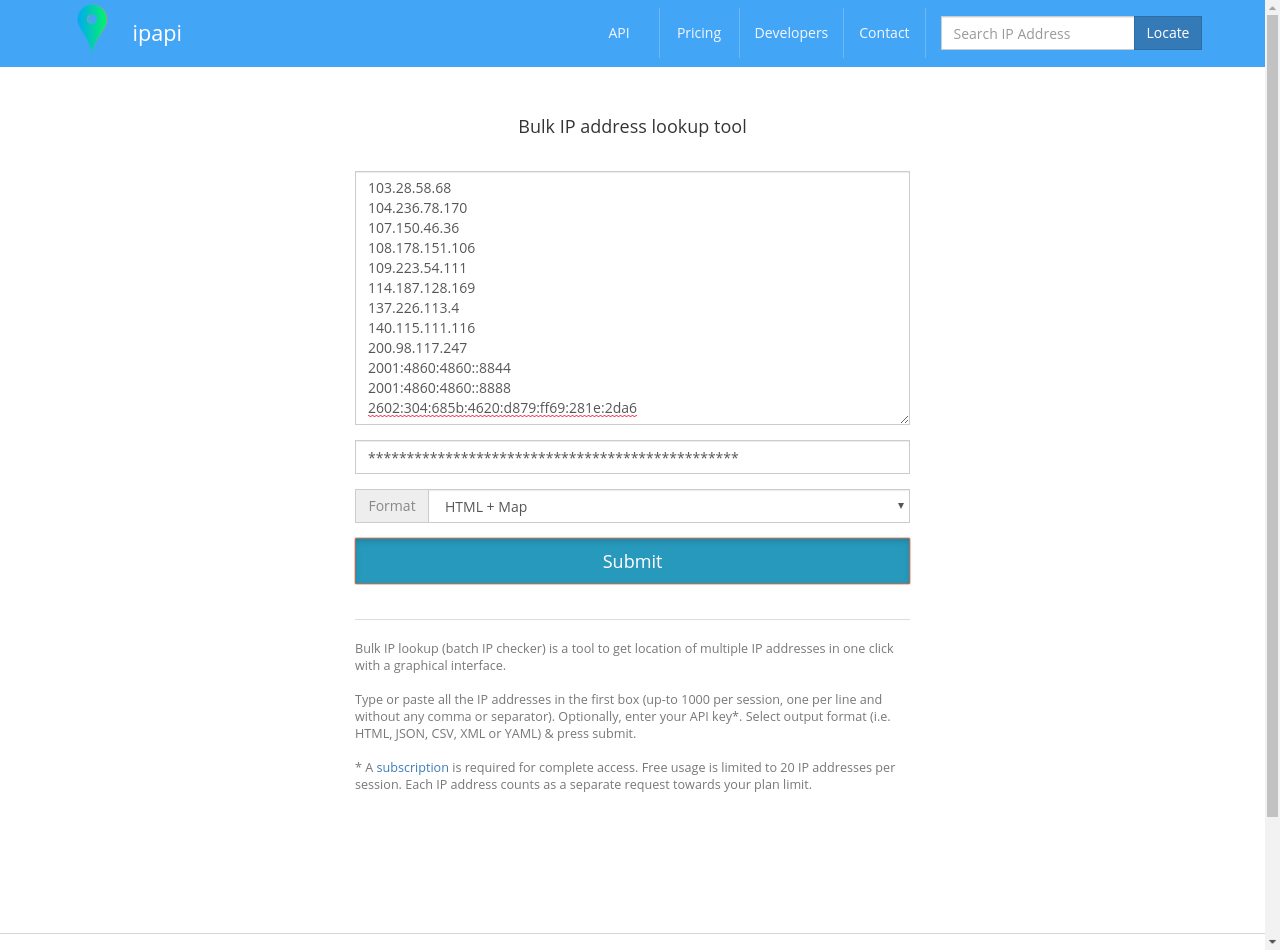 ipapi
API
Pricing
Developers
Contact
Search IP Address
Locate
Bulk IP address lookup tool
103.28.58.68
104.236.78.170
107.150.46.36
108.178.151.106
109.223.54.111
114.187.128.169
137.226.113.4
140.115.111.116
200.98.117.247
2001:4860:4860::8844
2001:4860:4860::8888
2602:304:685b:4620:d879:ff69:281e:2da6
************************************************
Format
HTML + Map
Submit
Bulk IP lookup (batch IP checker) is a tool to get location of multiple IP addresses in one click
with a graphical interface.
Type or paste all the IP addresses in the first box (up-to 1000 per session, one per line and
without any comma or separator). Optionally, enter your API key*. Select output format (i.e.
HTML, JSON, CSV, XML or YAML) & press submit.
* A subscription is required for complete access. Free usage is limited to 20 IP addresses per
session. Each IP address counts as a separate request towards your plan limit.